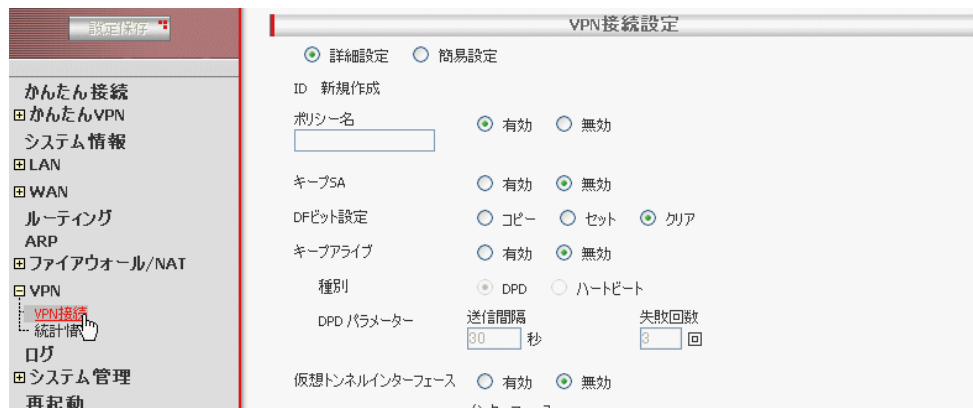 設定保存
かんたん接続
かんたんVPN
システム情報
LAN
WAN
ルーティング
ARP
ファイアウォール/NAT
VPN
VPN接続
統計情
ログ
システム管理
再起動
VPN接続設定
詳細設定 簡易設定
ID 新規作成
ポリシー名 有効 無効
キープSA 有効 無効
DFビット設定 コピー セット クリア
キープアライブ 有効 無効
種別 DPD ハートビート
DPD パラメーター 送信間隔 失敗回数
30 秒 3 回
仮想トンネルインターフェース 有効 無効